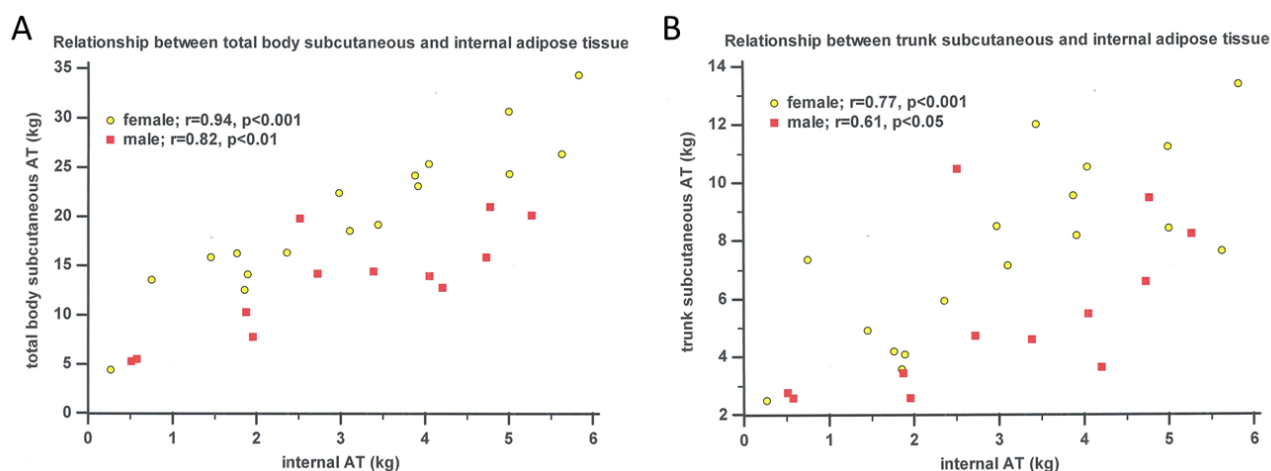 A
Relationship between total body subcutaneous and internal adipose tissue
35
30
25
20
15
10
5
0
total body subcutaneous AT (kg)
female; r=0.94, p<0.001
male; r=0.82, p<0.01
0 1 2 3 4 5 6
internal AT (kg)
B
Relationship between trunk subcutaneous and internal adipose tissue
14
12
10
8
6
4
2
trunk subcutaneous AT (kg)
female; r=0.77, p<0.001
male; r=0.61, p<0.05
0 1 2 3 4 5 6
internal AT (kg)